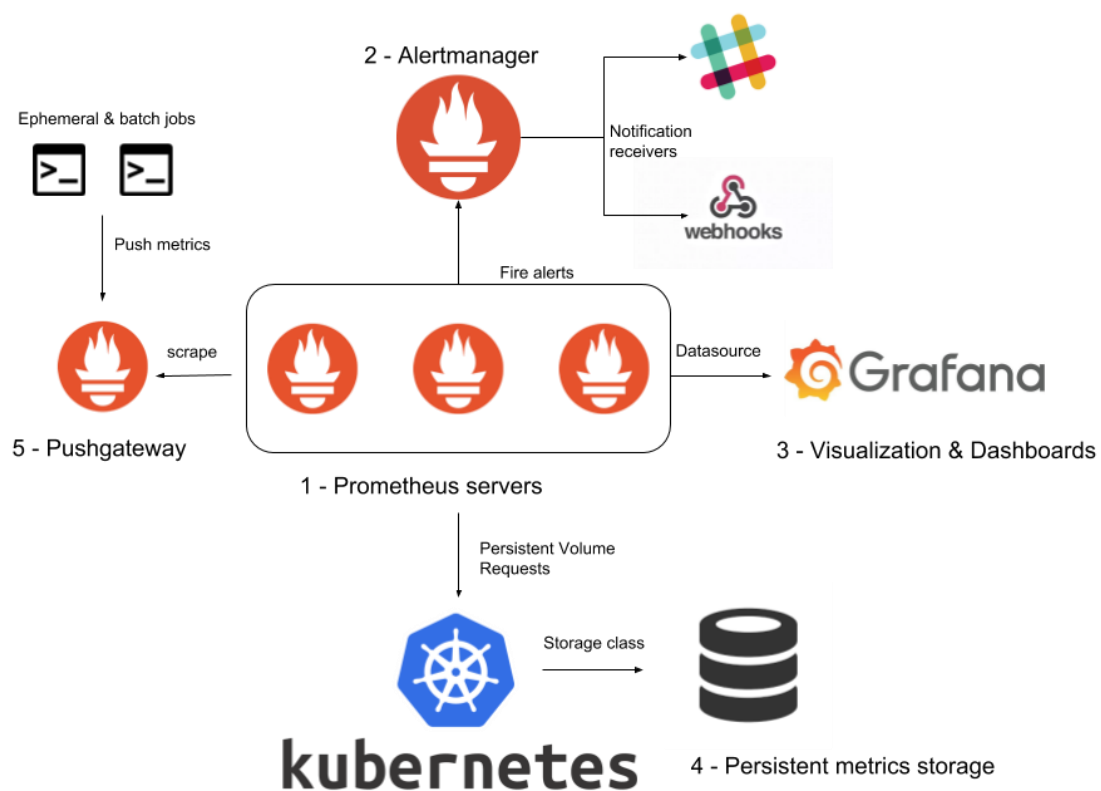 2 - Alertmanager
Ephemeral & batch jobs
>_
>_
Notification
receivers
webhooks
Push metrics
Fire alerts
scrape
Datasource
Grafana
5 - Pushgateway
3 - Visualization & Dashboards
1 - Prometheus servers
Persistent Volume
Requests
Storage class
kubernetes
4 - Persistent metrics storage